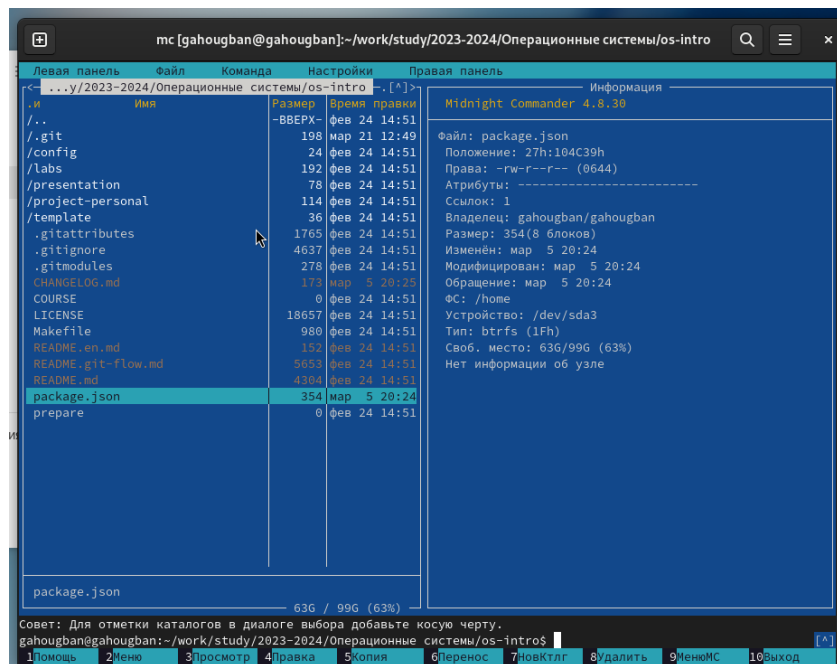 mc [gahougban@gahougban]:~/work/study/2023-2024/Операционные системы/os-intro
Левая панель Файл Команда Настройки Правая панель
<— ...y/2023-2024/Операционные системы/os-intro —.[^]>
.и Имя Размер Время правки
/.. -ВВЕРХ- фев 24 14:51
/.git 198 мар 21 12:49
/config 24 фев 24 14:51
/labs 192 фев 24 14:51
/presentation 78 фев 24 14:51
/project-personal 114 фев 24 14:51
/template 36 фев 24 14:51
.gitattributes 1765 фев 24 14:51
.gitignore 4637 фев 24 14:51
.gitmodules 278 фев 24 14:51
CHANGELOG.md 173 мар 5 20:25
COURSE 0 фев 24 14:51
LICENSE 18657 фев 24 14:51
Makefile 980 фев 24 14:51
README.en.md 152 фев 24 14:51
README.git-flow.md 5653 фев 24 14:51
README.md 4304 фев 24 14:51
package.json 354 мар 5 20:24
prepare 0 фев 24 14:51
package.json
63G / 99G (63%)
Информация
Midnight Commander 4.8.30
Файл: package.json
Положение: 27h:104C39h
Права: -rw-r--r-- (0644)
Атрибуты: -------------------------
Ссылок: 1
Владелец: gahougban/gahougban
Размер: 354(8 блоков)
Изменён: мар 5 20:24
Модифицирован: мар 5 20:24
Обращение: мар 5 20:24
ФС: /home
Устройство: /dev/sda3
Тип: btrfs (1Fh)
Своб. место: 63G/99G (63%)
Нет информации об узле
Совет: Для отметки каталогов в диалоге выбора добавьте косую черту.
gahougban@gahougban:~/work/study/2023-2024/Операционные системы/os-intro$ [^]
1Помощь 2Меню 3Просмотр 4Правка 5Копия 6Перенос 7НовКтлг 8Удалить 9МенюМС 10Выход